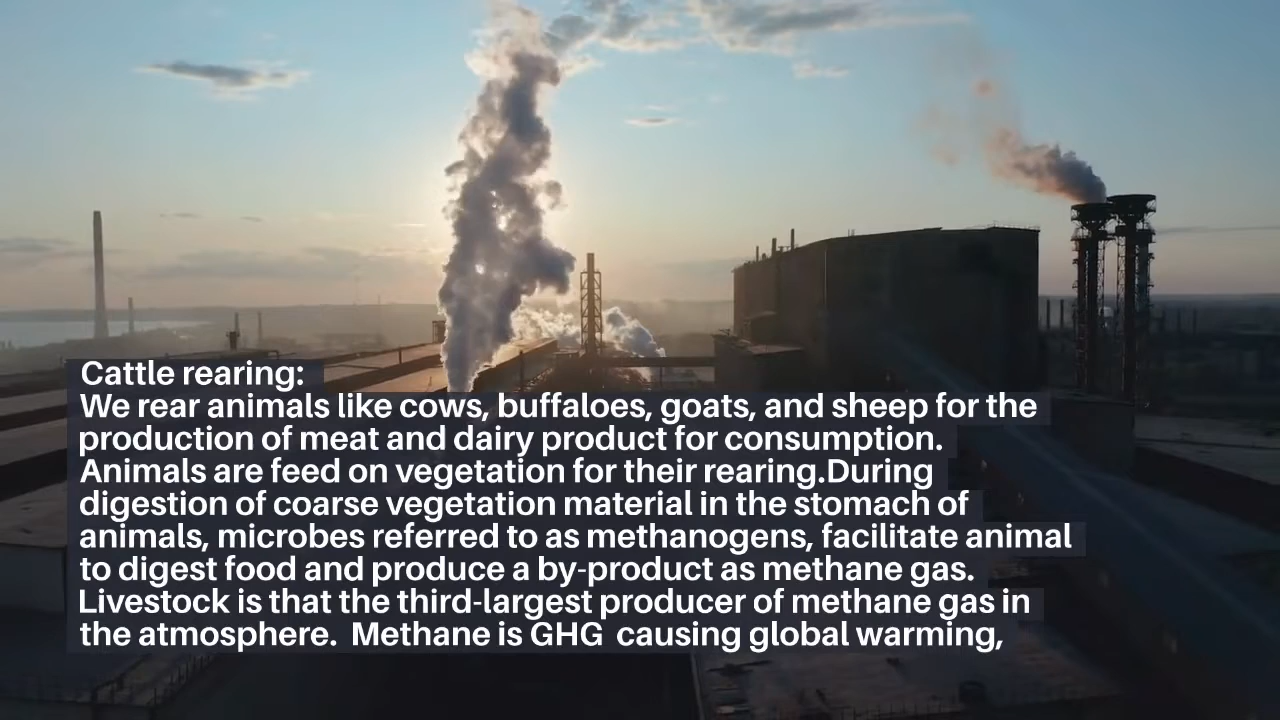 Cattle rearing:
We rear animals like cows, buffaloes, goats, and sheep for the
production of meat and dairy product for consumption.
Animals are feed on vegetation for their rearing.During
digestion of coarse vegetation material in the stomach of
animals, microbes referred to as methanogens, facilitate animal
to digest food and produce a by-product as methane gas.
Livestock is that the third-largest producer of methane gas in
the atmosphere.  Methane is GHG  causing global warming,